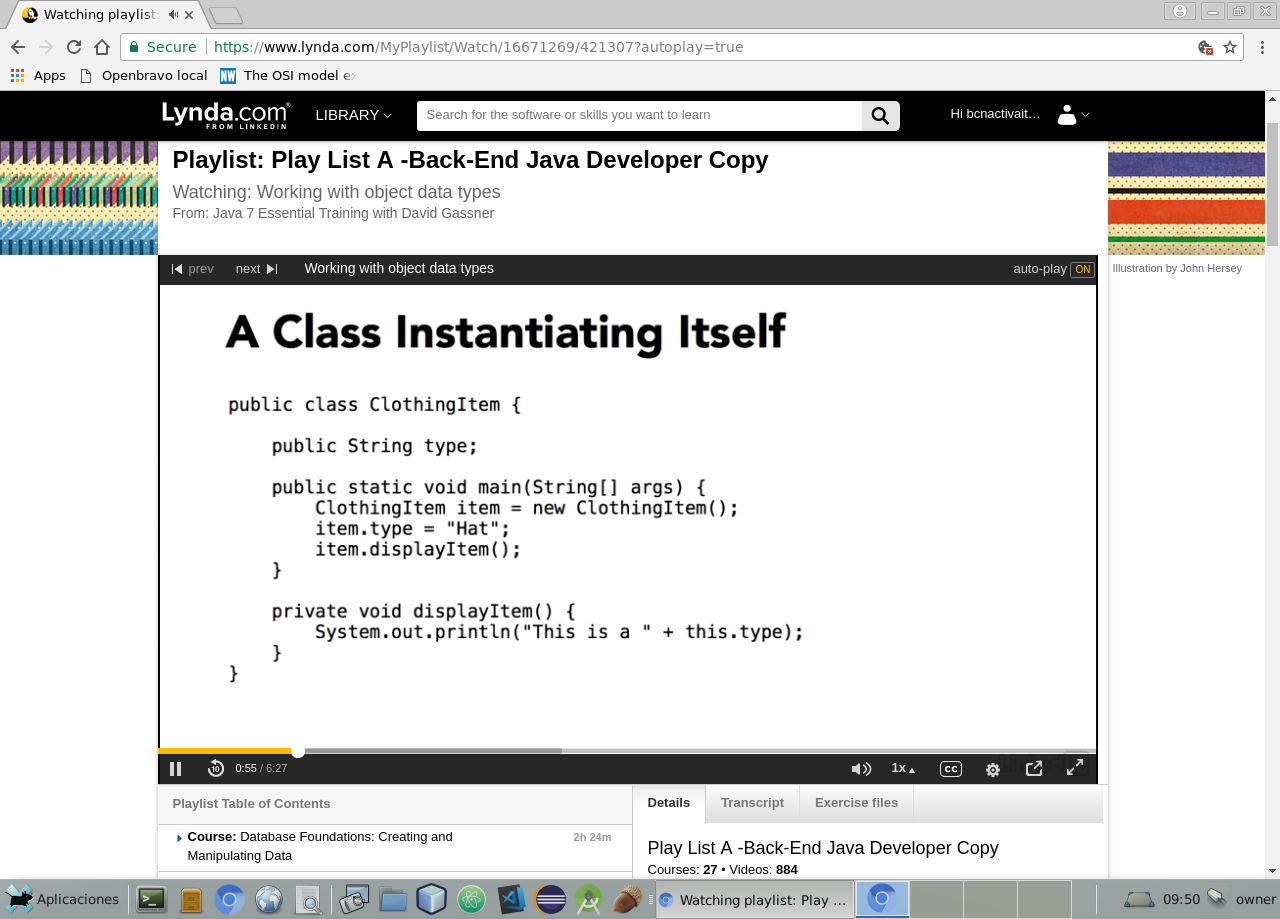 Watching playlist:
Secure https://www.lynda.com/MyPlaylist/Watch/16671269/421307?autoplay=true
Apps Openbravo local NW The OSI model ex
Lynda.com® LIBRARY Search for the software or skills you want to learn Hi bcnactivait...
FROM LINKEDIN
Playlist: Play List A -Back-End Java Developer Copy
Watching: Working with object data types
From: Java 7 Essential Training with David Gassner
prev next Working with object data types auto-play ON
Illustration by John Hersey
A Class Instantiating Itself
public class ClothingItem {
public String type;
public static void main(String[] args) {
ClothingItem item = new ClothingItem();
item.type = "Hat";
item.displayItem();
}
private void displayItem() {
System.out.println("This is a " + this.type);
}
}
10 0:55 / 6:27 1x CC
Playlist Table of Contents
Course: Database Foundations: Creating and 2h 24m
Manipulating Data
Details Transcript Exercise files
Play List A -Back-End Java Developer Copy
Courses: 27 • Videos: 884
Aplicaciones Watching playlist: Play ... 09:50 owner